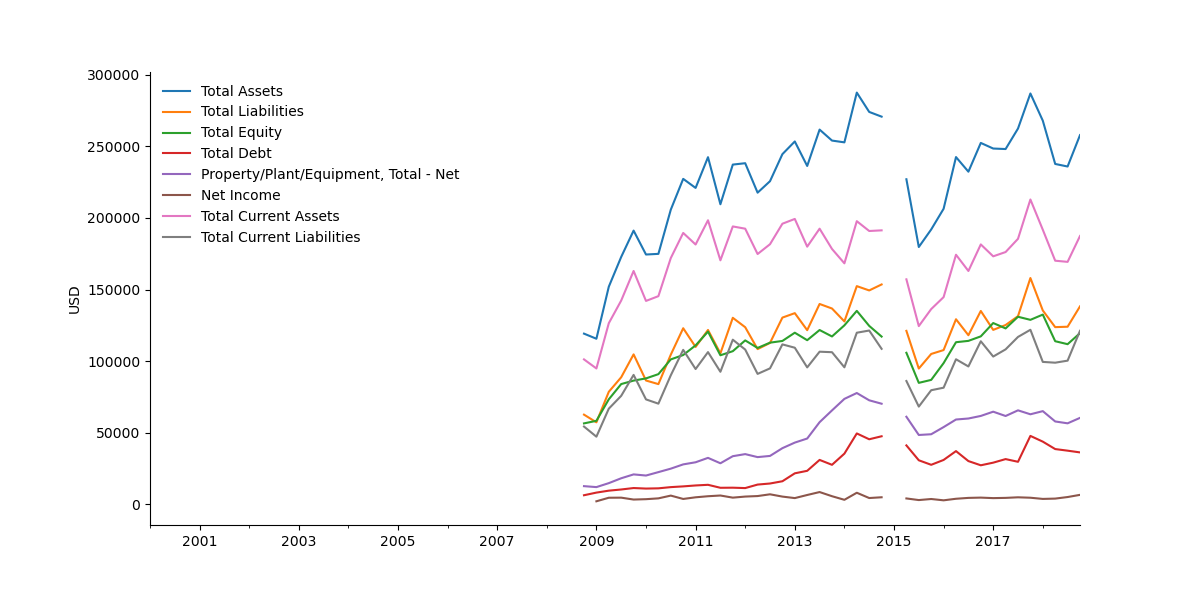 300000
250000
200000
150000
100000
50000
0
USD
Total Assets
Total Liabilities
Total Equity
Total Debt
Property/Plant/Equipment, Total - Net
Net Income
Total Current Assets
Total Current Liabilities
2001 2003 2005 2007 2009 2011 2013 2015 2017